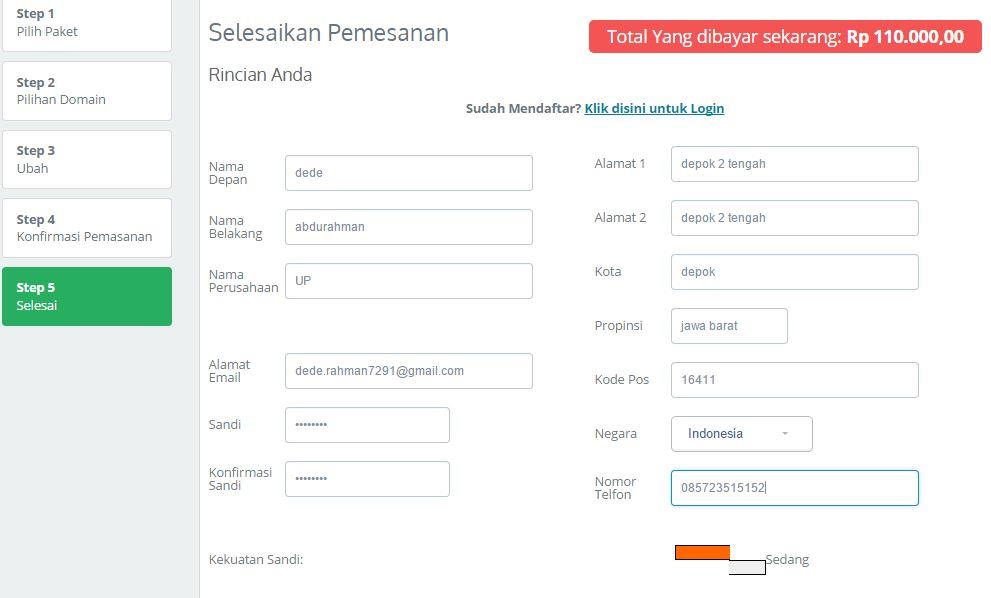 Step 1
Pilih Paket
Step 2
Pilihan Domain
Step 3
Ubah
Step 4
Konfirmasi Pemasanan
Step 5
Selesai
Selesaikan Pemesanan
Total Yang dibayar sekarang: Rp 110.000,00
Rincian Anda
Sudah Mendaftar? Klik disini untuk Login
Nama
Depan
dede
Nama
Belakang
abdurahman
Nama
Perusahaan
UP
Alamat
Email
dede.rahman7291@gmail.com
Sandi
••••••••
Konfirmasi
Sandi
••••••••
Alamat 1
depok 2 tengah
Alamat 2
depok 2 tengah
Kota
depok
Propinsi
jawa barat
Kode Pos
16411
Negara
Indonesia
Nomor
Telfon
085723515152
Kekuatan Sandi:
Sedang